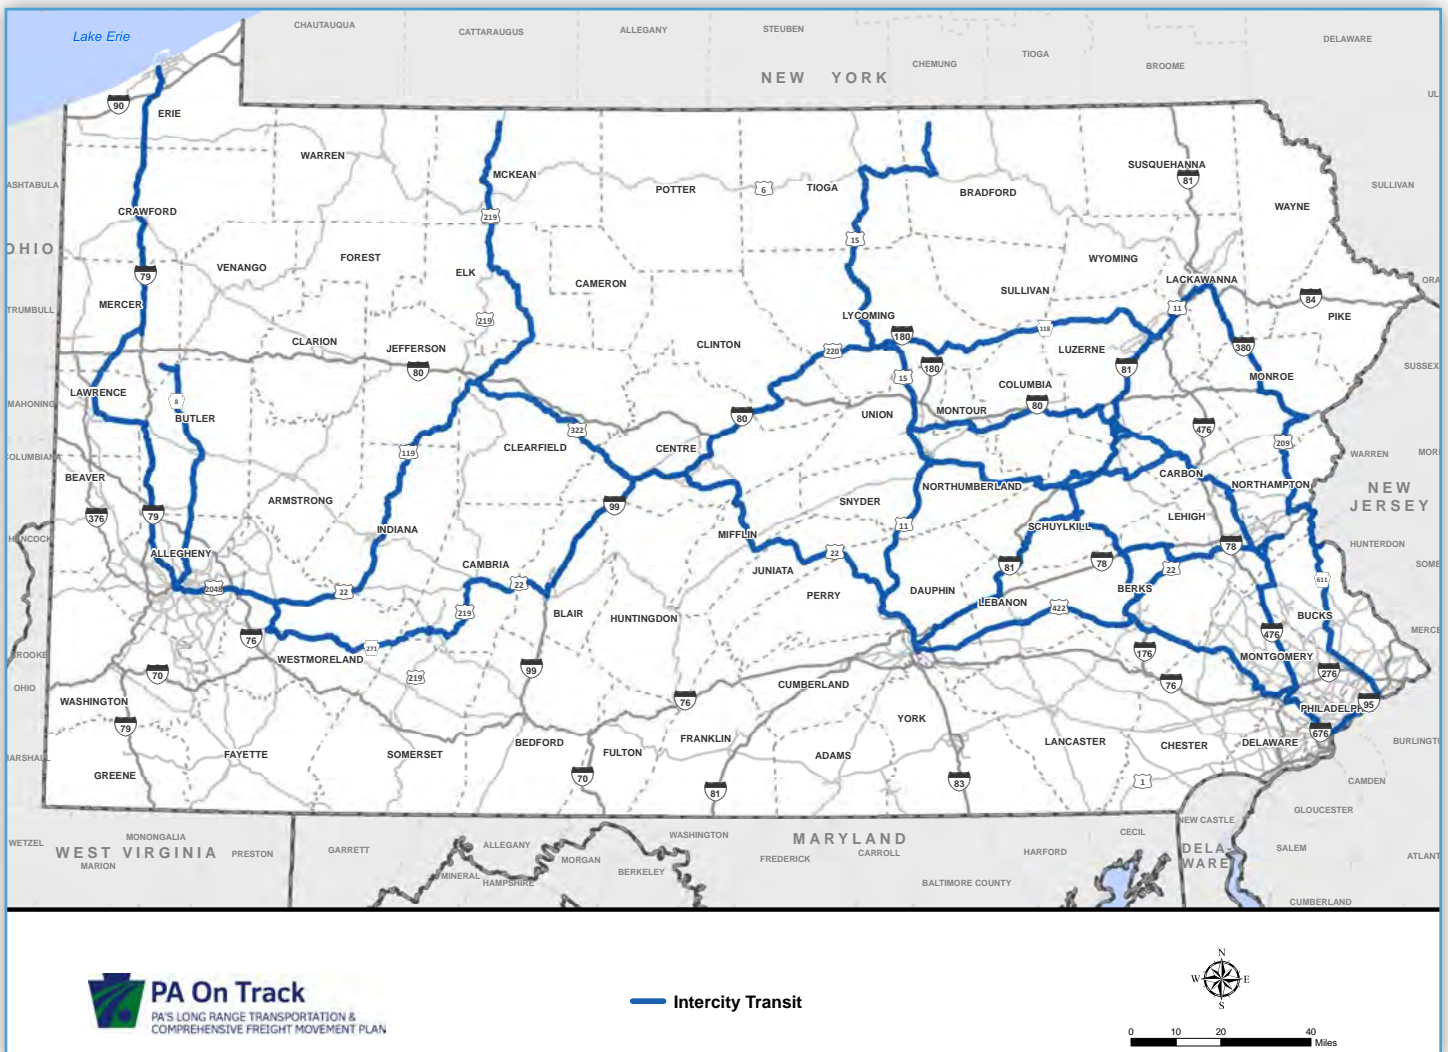 CHAUTAUQUA
CATTARAUGUS
ALLEGANY
STEUBEN
CHEMUNG
TIOGA
BROOME
DELAWARE
Lake Erie
NEW YORK
90
ERIE
WARREN
MCKEAN
POTTER
6
TIOGA
BRADFORD
SUSQUEHANNA
81
WAYNE
SULLIVAN
ASHTABULA
CRAWFORD
219
15
OHIO
VENANGO
FOREST
ELK
CAMERON
SULLIVAN
WYOMING
LACKAWANNA
79
MERCER
TRUMBULL
219
LYCOMING
180
118
11
84
PIKE
CLARION
JEFFERSON
80
CLINTON
220
180
LUZERNE
380
81
MONROE
SUSSEX
LAWRENCE
8
BUTLER
MAHONING
15
UNION
MONTOUR
COLUMBIA
80
80
476
322
CLEARFIELD
CENTRE
119
209
COLUMBIANA
BEAVER
ARMSTRONG
99
SNYDER
NORTHUMBERLAND
CARBON
NORTHAMPTON
WARREN
NEW
JERSEY
376
79
INDIANA
MIFFLIN
11
SCHUYLKILL
LEHIGH
HANCOCK
ALLEGHENY
CAMBRIA
JUNIATA
22
78
78
HUNTERDON
2048
22
22
219
BLAIR
HUNTINGDON
PERRY
DAUPHIN
81
LEBANON
422
22
BERKS
611
BUCKS
76
271
WESTMORELAND
476
MONTGOMERY
BROOKE
70
219
99
76
CUMBERLAND
176
76
276
OHIO
WASHINGTON
79
95
PHILADELPH
676
FAYETTE
SOMERSET
BEDFORD
FULTON
FRANKLIN
YORK
ADAMS
LANCASTER
CHESTER
DELAWARE
MARSHALL
GREENE
70
81
83
1
CAMDEN
GLOUCESTER
WETZEL
MONONGALIA
WEST VIRGINIA
MARION
PRESTON
GARRETT
ALLEGANY
MINERAL
HAMPSHIRE
MORGAN
BERKELEY
WASHINGTON
MARYLAND
FREDERICK
CARROLL
BALTIMORE COUNTY
HARFORD
CECIL
NEW CASTLE
DELA-
WARE
SALEM
CUMBERLAND
PA On Track
PA'S LONG RANGE TRANSPORTATION &
COMPREHENSIVE FREIGHT MOVEMENT PLAN
Intercity Transit
N
W E
S
0 10 20 40
Miles